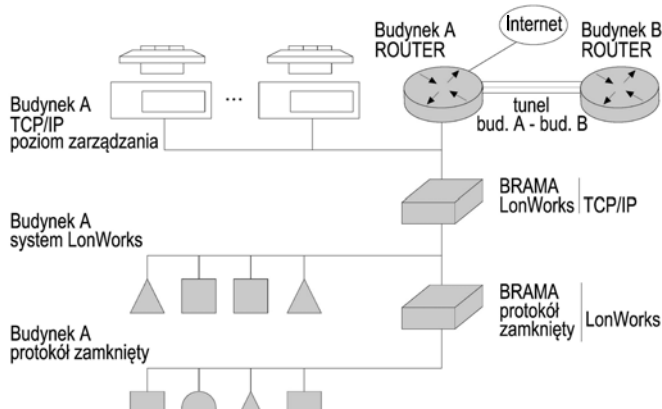 Budynek A
ROUTER
Internet
Budynek B
ROUTER
tunel
bud. A - bud. B
Budynek A
TCP/IP
poziom zarządzania
...
BRAMA
LonWorks
TCP/IP
Budynek A
system LonWorks
BRAMA
protokół
zamknięty
LonWorks
Budynek A
protokół zamknięty